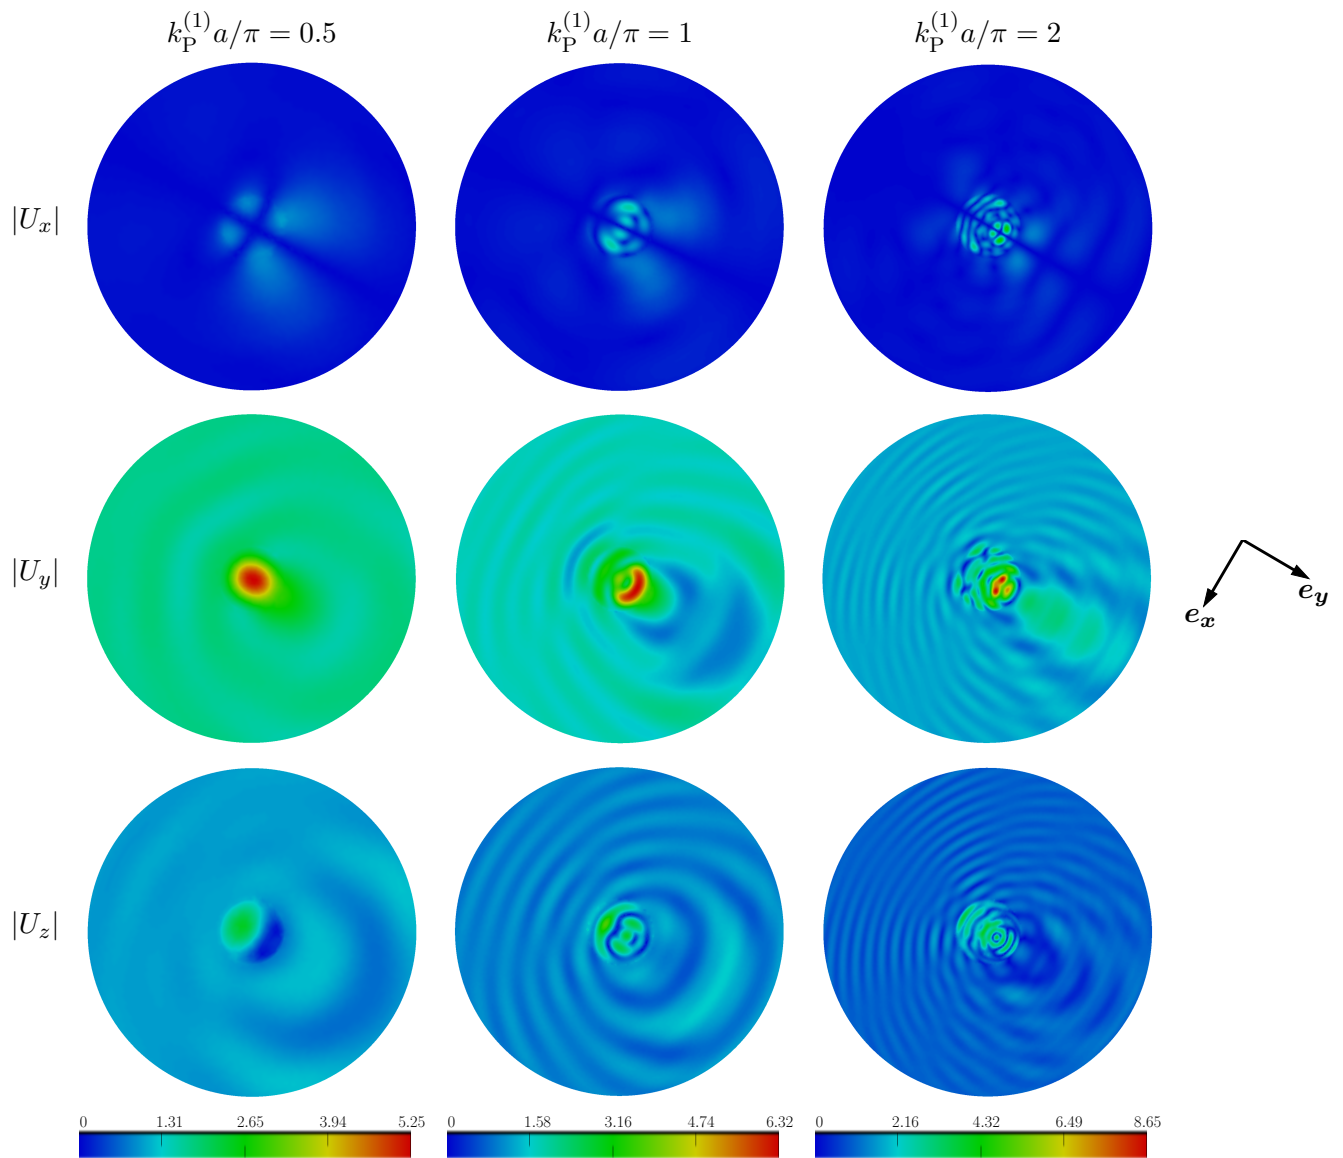 k_P^(1) a/π = 0.5 k_P^(1) a/π = 1 k_P^(1) a/π = 2
|U_x|
|U_y|
e_x e_y
|U_z|
0 1.31 2.65 3.94 5.25 0 1.58 3.16 4.74 6.32 0 2.16 4.32 6.49 8.65